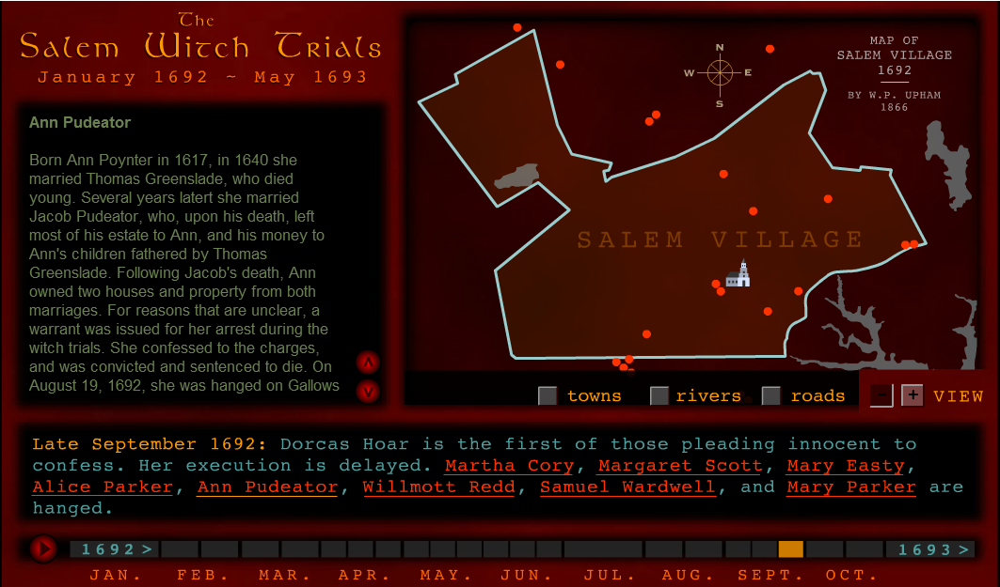 The
Salem Witch Trials
January 1692 ~ May 1693
Ann Pudeator
Born Ann Poynter in 1617, in 1640 she
married Thomas Greenslade, who died
young. Several years latert she married
Jacob Pudeator, who, upon his death, left
most of his estate to Ann, and his money to
Ann's children fathered by Thomas
Greenslade. Following Jacob's death, Ann
owned two houses and property from both
marriages. For reasons that are unclear, a
warrant was issued for her arrest during the
witch trials. She confessed to the charges,
and was convicted and sentenced to die. On
August 19, 1692, she was hanged on Gallows
N
W E
S
MAP OF
SALEM VILLAGE
1692
BY W.P. UPHAM
1866
SALEM VILLAGE
towns rivers roads - + VIEW
Late September 1692: Dorcas Hoar is the first of those pleading innocent to
confess. Her execution is delayed. Martha Cory, Margaret Scott, Mary Easty,
Alice Parker, Ann Pudeator, Willmott Redd, Samuel Wardwell, and Mary Parker are
hanged.
1692 > 1693 >
JAN. FEB. MAR. APR. MAY. JUN. JUL. AUG. SEPT. OCT.